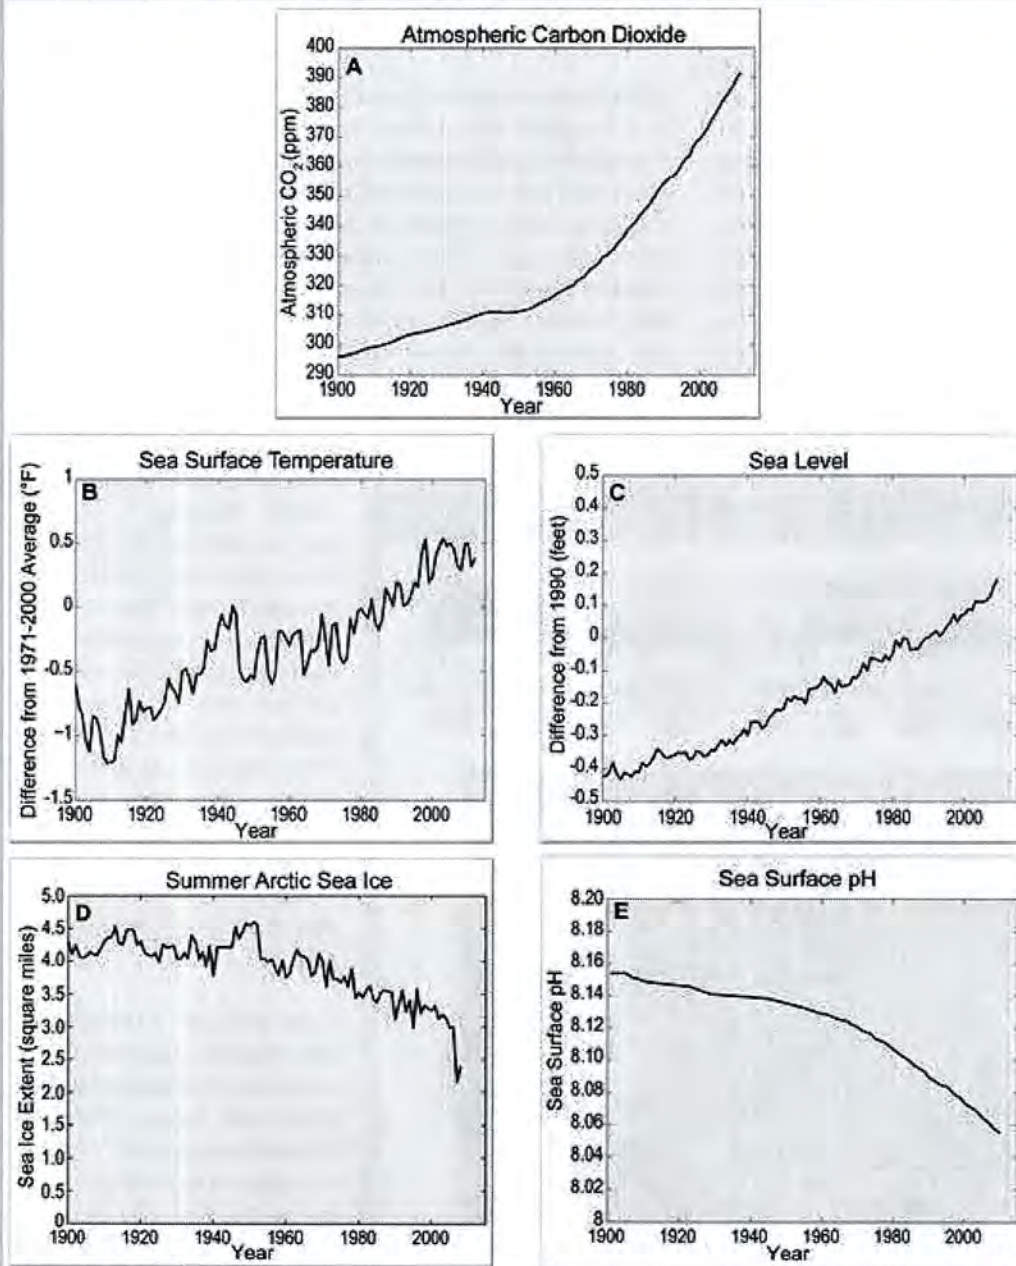 Atmospheric Carbon Dioxide
A
400
390
380
370
360
350
340
330
320
310
300
290
Atmospheric CO₂ (ppm)
1900 1920 1940 1960 1980 2000
Year
Sea Surface Temperature
B
1
0.5
0
-0.5
-1
-1.5
Difference from 1971-2000 Average (°F)
1900 1920 1940 1960 1980 2000
Year
Sea Level
C
0.5
0.4
0.3
0.2
0.1
0
-0.1
-0.2
-0.3
-0.4
-0.5
Difference from 1990 (feet)
1900 1920 1940 1960 1980 2000
Year
Summer Arctic Sea Ice
D
5.0
4.5
4.0
3.5
3.0
2.5
2.0
1.5
1.0
0.5
0
Sea Ice Extent (square miles)
1900 1920 1940 1960 1980 2000
Year
Sea Surface pH
E
8.20
8.18
8.16
8.14
8.12
8.10
8.08
8.06
8.04
8.02
8
Sea Surface pH
1900 1920 1940 1960 1980 2000
Year